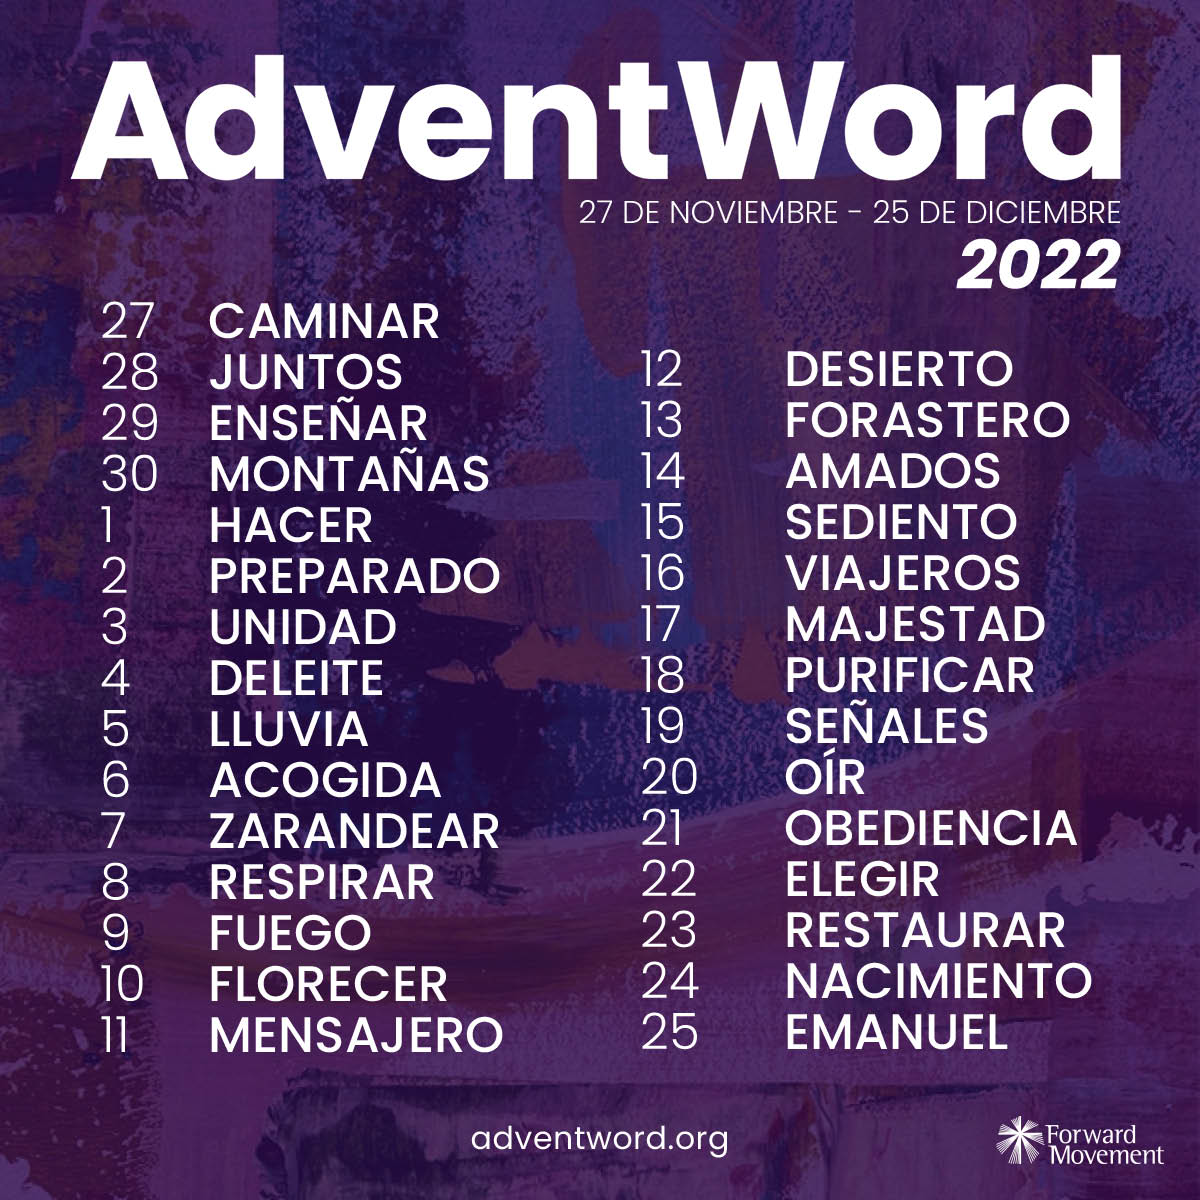 AdventWord
27 DE NOVIEMBRE - 25 DE DICIEMBRE
2022
27 CAMINAR
28 JUNTOS
29 ENSEÑAR
30 MONTAÑAS
1 HACER
2 PREPARADO
3 UNIDAD
4 DELEITE
5 LLUVIA
6 ACOGIDA
7 ZARANDEAR
8 RESPIRAR
9 FUEGO
10 FLORECER
11 MENSAJERO
12 DESIERTO
13 FORASTERO
14 AMADOS
15 SEDIENTO
16 VIAJEROS
17 MAJESTAD
18 PURIFICAR
19 SEÑALES
20 OÍR
21 OBEDIENCIA
22 ELEGIR
23 RESTAURAR
24 NACIMIENTO
25 EMANUEL
adventword.org
Forward
Movement